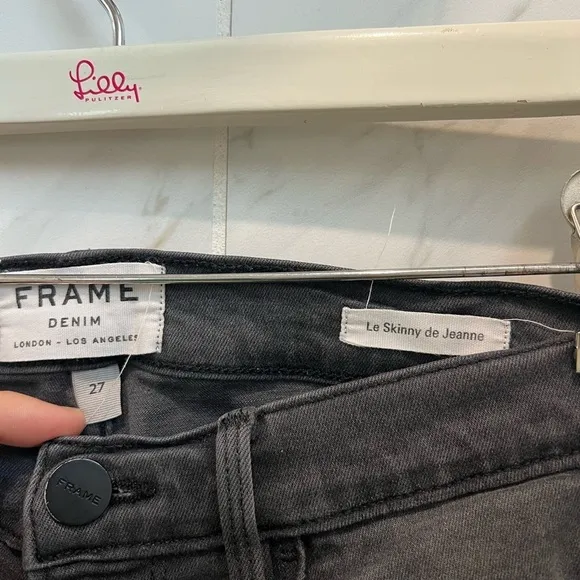 Lilly
PULITZER
FRAME
DENIM
LONDON - LOS ANGELES
Le Skinny de Jeanne
27
FRAME